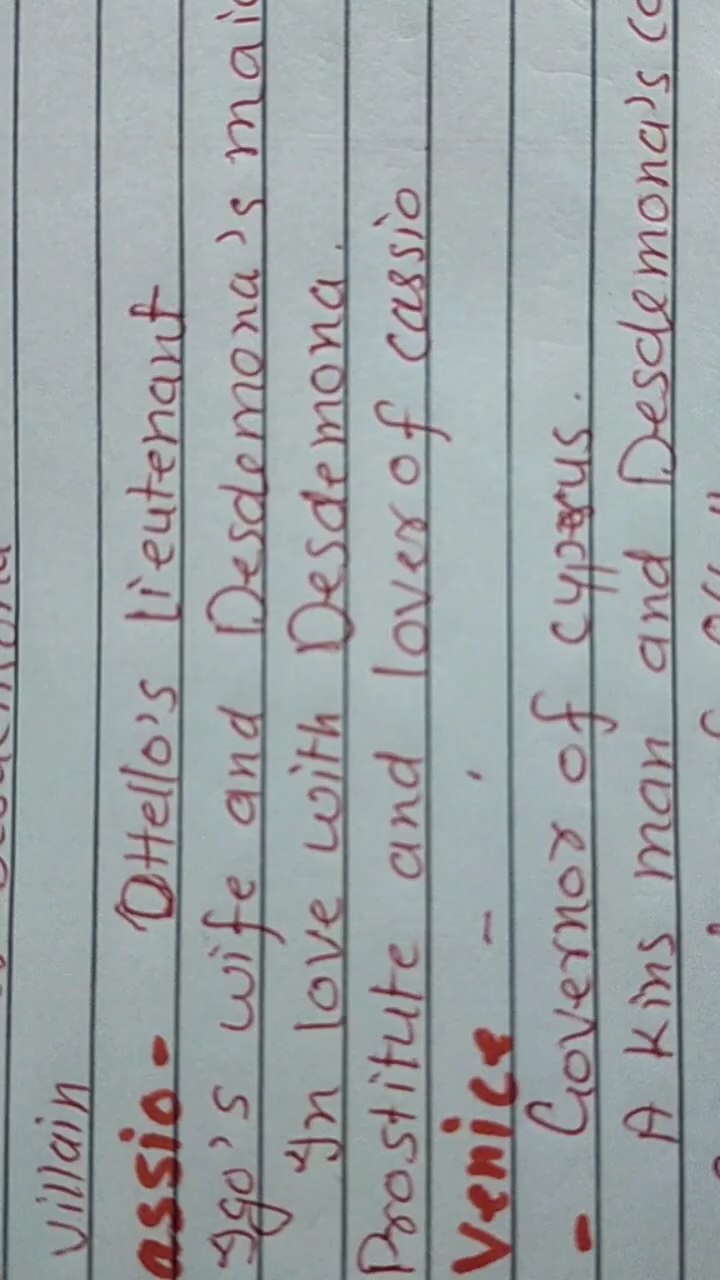 villain
assio - Othello's Lieutenant
Igo's wife and Desdemona's mai
In love with Desdemona.
Prostitute and lover of cassio
Venice -
- Governor of cyprus.
A kins man and Desdemona's co